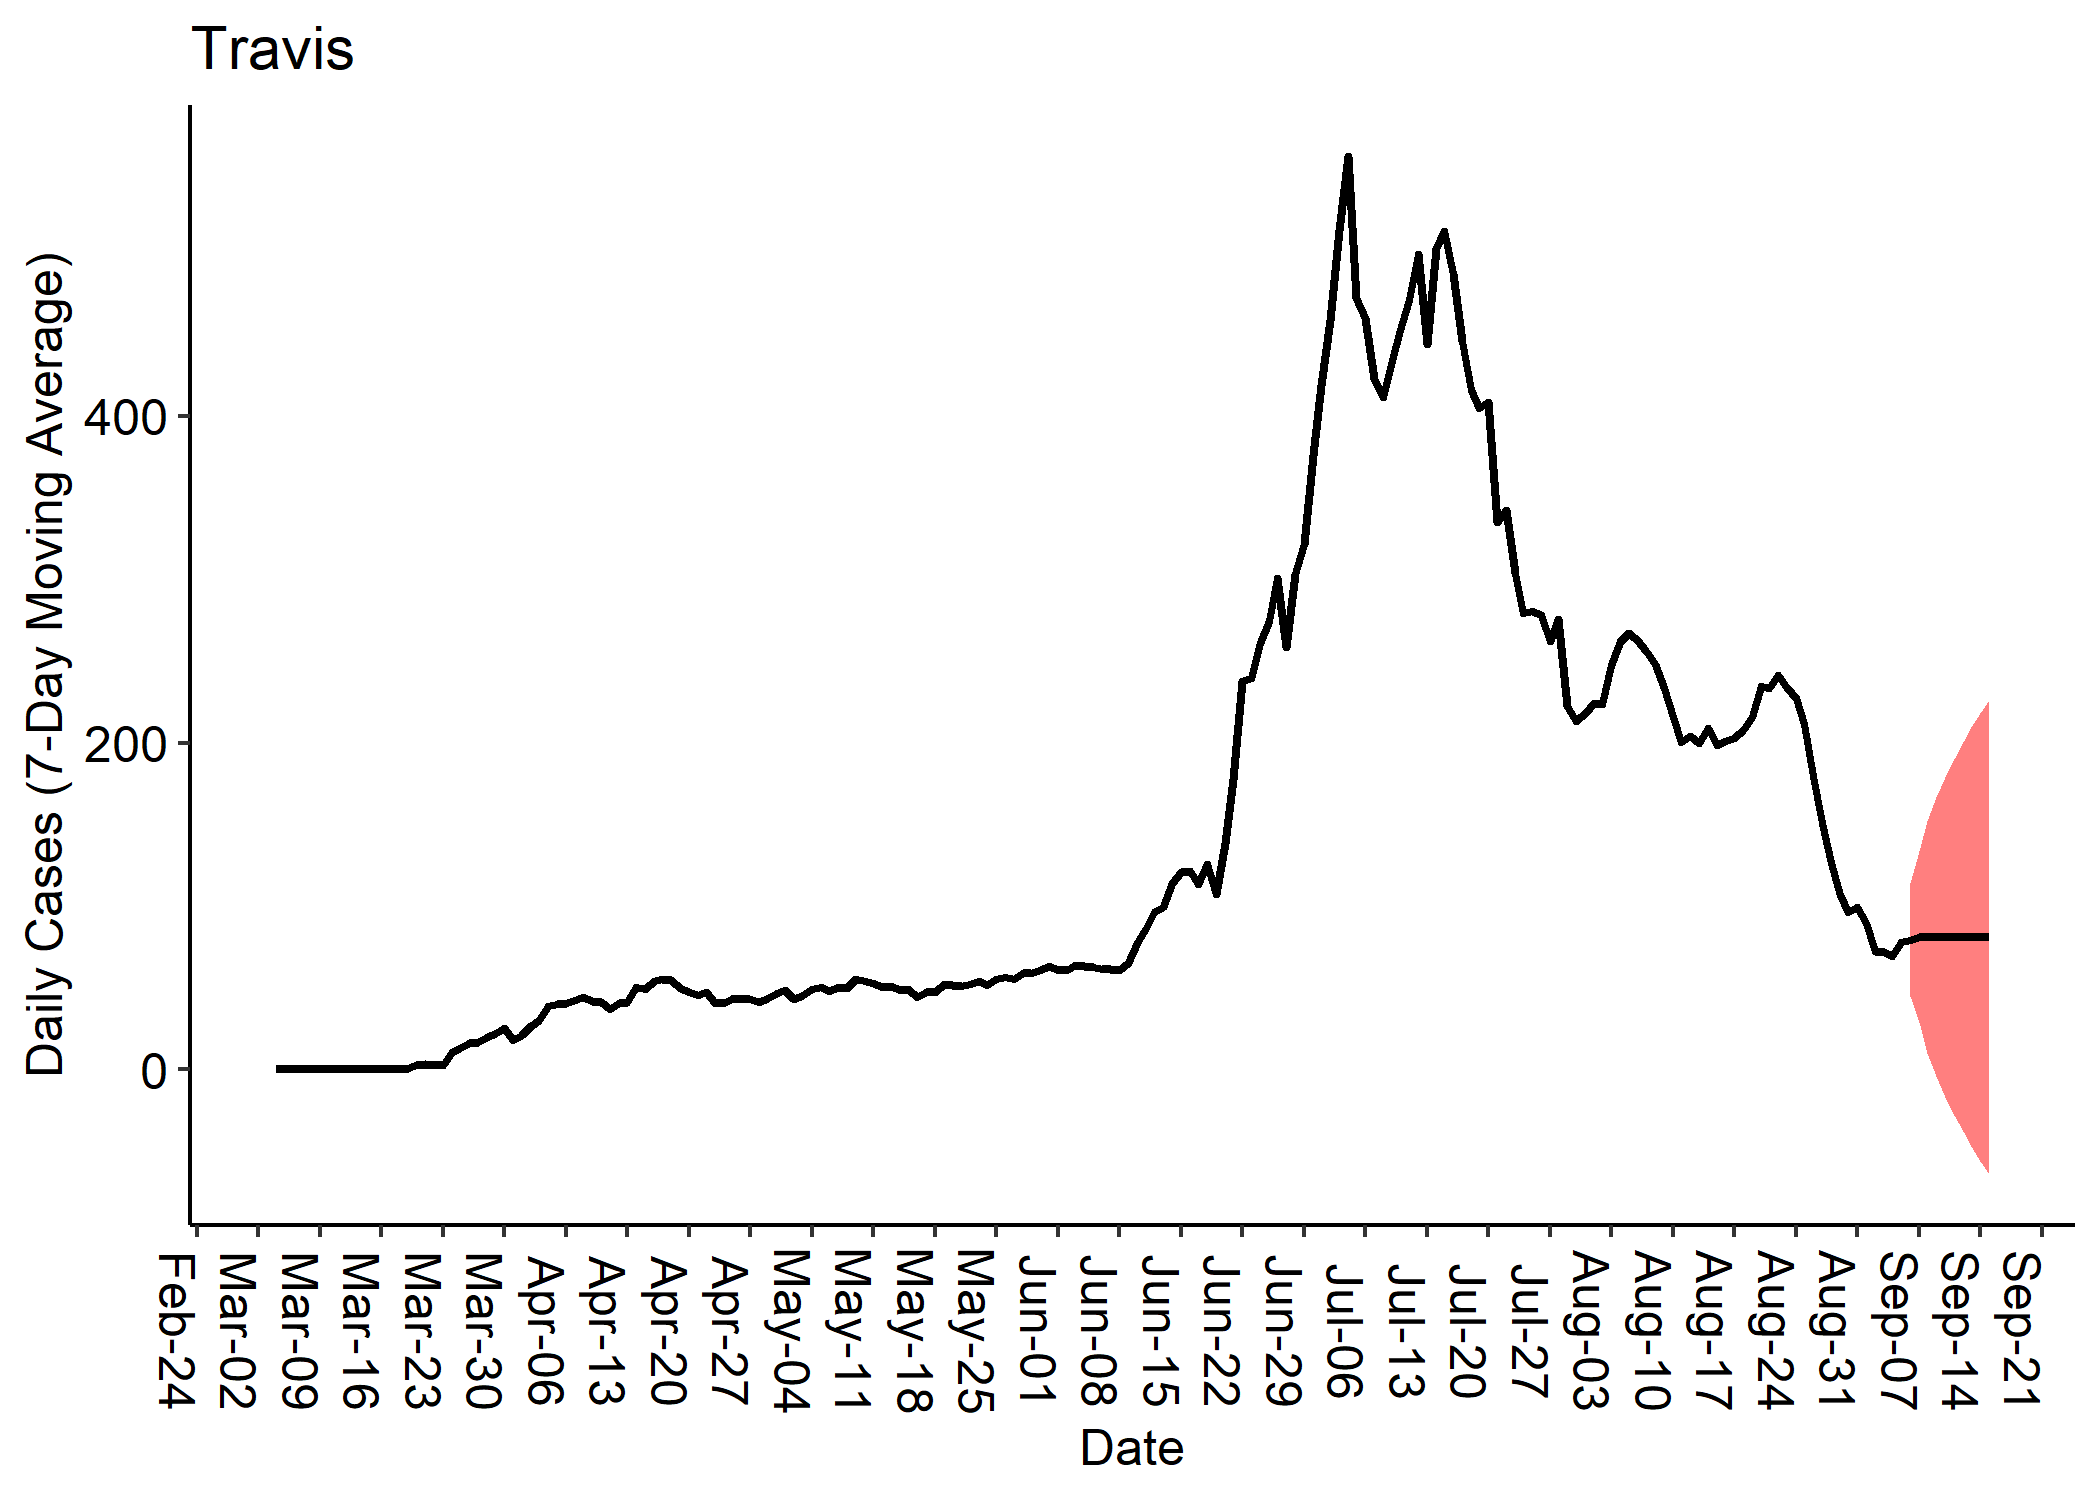 Travis
Daily Cases (7-Day Moving Average)
400
200
0
Feb-24
Mar-02
Mar-09
Mar-16
Mar-23
Mar-30
Apr-06
Apr-13
Apr-20
Apr-27
May-04
May-11
May-18
May-25
Jun-01
Jun-08
Jun-15
Jun-22
Jun-29
Jul-06
Jul-13
Jul-20
Jul-27
Aug-03
Aug-10
Aug-17
Aug-24
Aug-31
Sep-07
Sep-14
Sep-21
Date